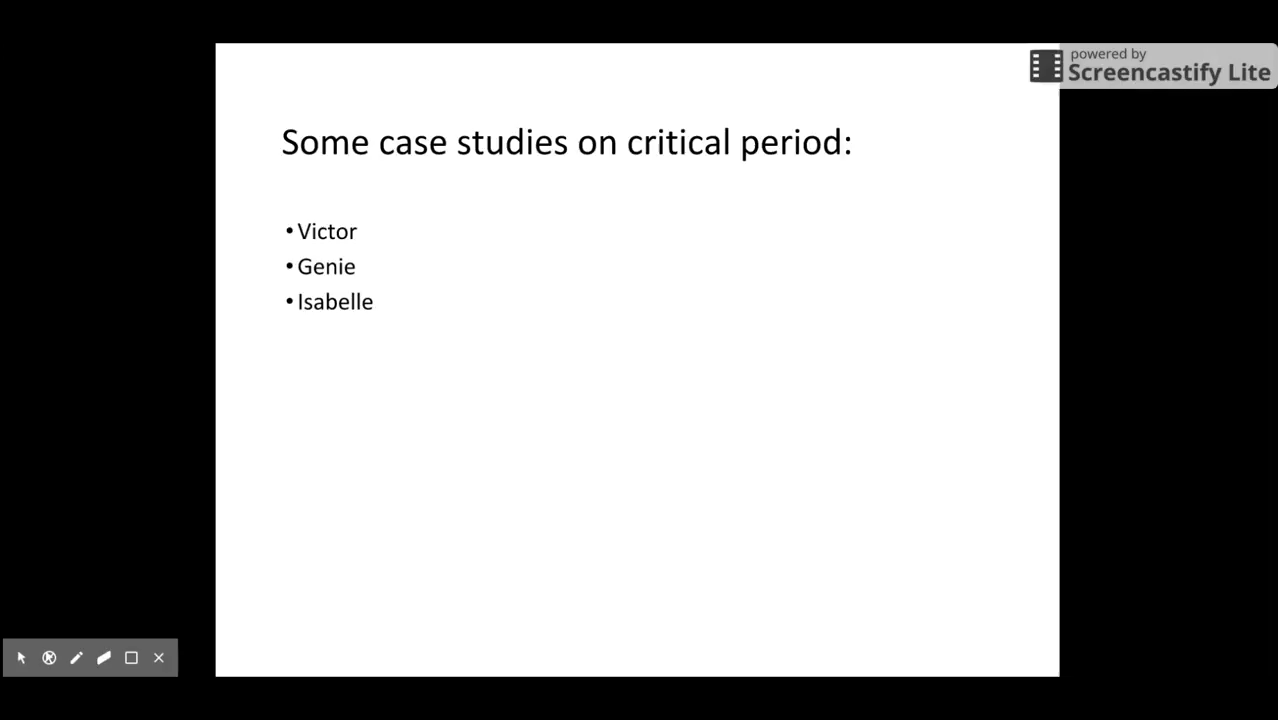 powered by
Screencastify Lite
Some case studies on critical period:
• Victor
• Genie
• Isabelle